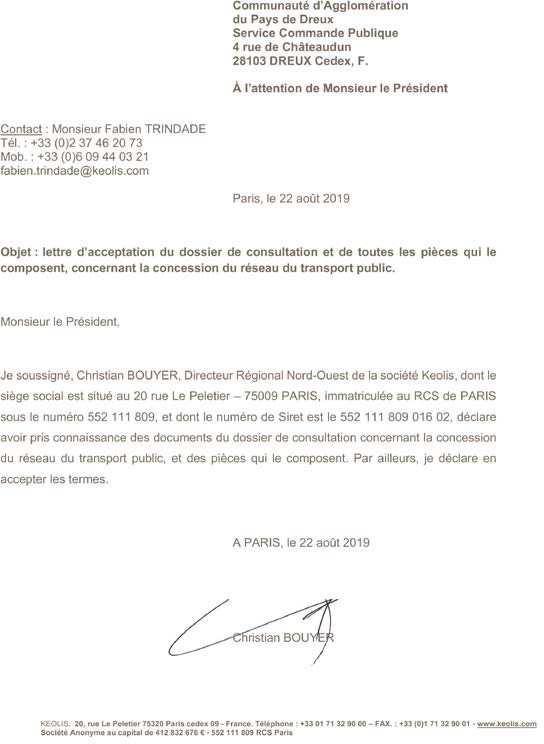 Communauté d'Agglomération
du Pays de Dreux
Service Commande Publique
4 rue de Châteaudun
28103 DREUX Cedex, F.
À l'attention de Monsieur le Président
Contact : Monsieur Fabien TRINDADE
Tél. : +33 (0)2 37 46 20 73
Mob. : +33 (0)6 09 44 03 21
fabien.trindade@keolis.com
Paris, le 22 août 2019
Objet : lettre d'acceptation du dossier de consultation et de toutes les pièces qui le
composent, concernant la concession du réseau du transport public.
Monsieur le Président,
Je soussigné, Christian BOUYER, Directeur Régional Nord-Ouest de la société Keolis, dont le
siège social est situé au 20 rue Le Peletier – 75009 PARIS, immatriculée au RCS de PARIS
sous le numéro 552 111 809, et dont le numéro de Siret est le 552 111 809 016 02, déclare
avoir pris connaissance des documents du dossier de consultation concernant la concession
du réseau du transport public, et des pièces qui le composent. Par ailleurs, je déclare en
accepter les termes.
A PARIS, le 22 août 2019
Christian BOUYER
KEOLIS. 20, rue Le Peletier 75320 Paris cedex 09 - France. Téléphone : +33 01 71 32 90 00 – FAX. : +33 (0)1 71 32 90 01 - www.keolis.com
Société Anonyme au capital de 412 832 676 € - 552 111 809 RCS Paris